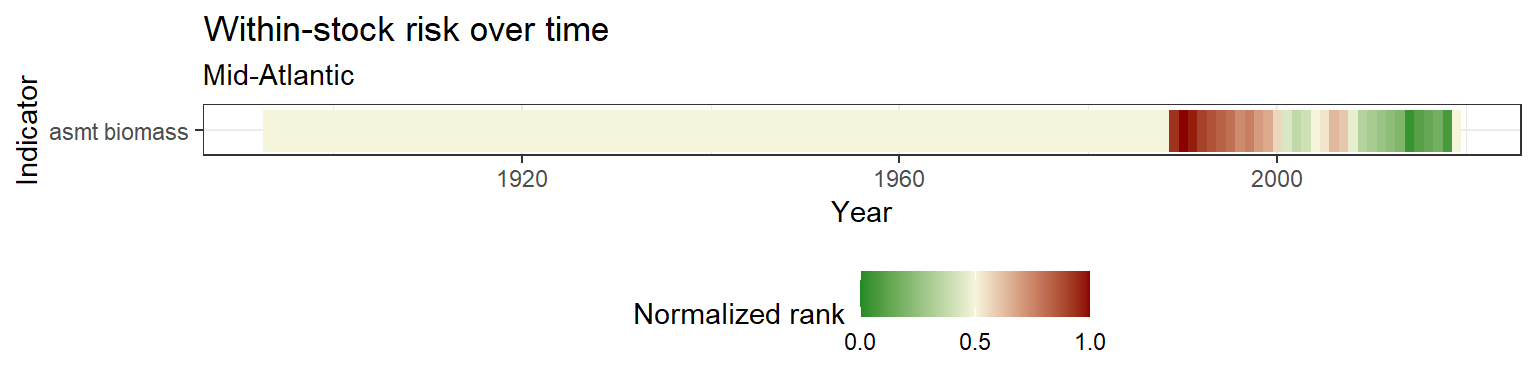 Within-stock risk over time
Mid-Atlantic
Indicator
asmt biomass
1920 1960 2000
Year
Normalized rank
0.0 0.5 1.0